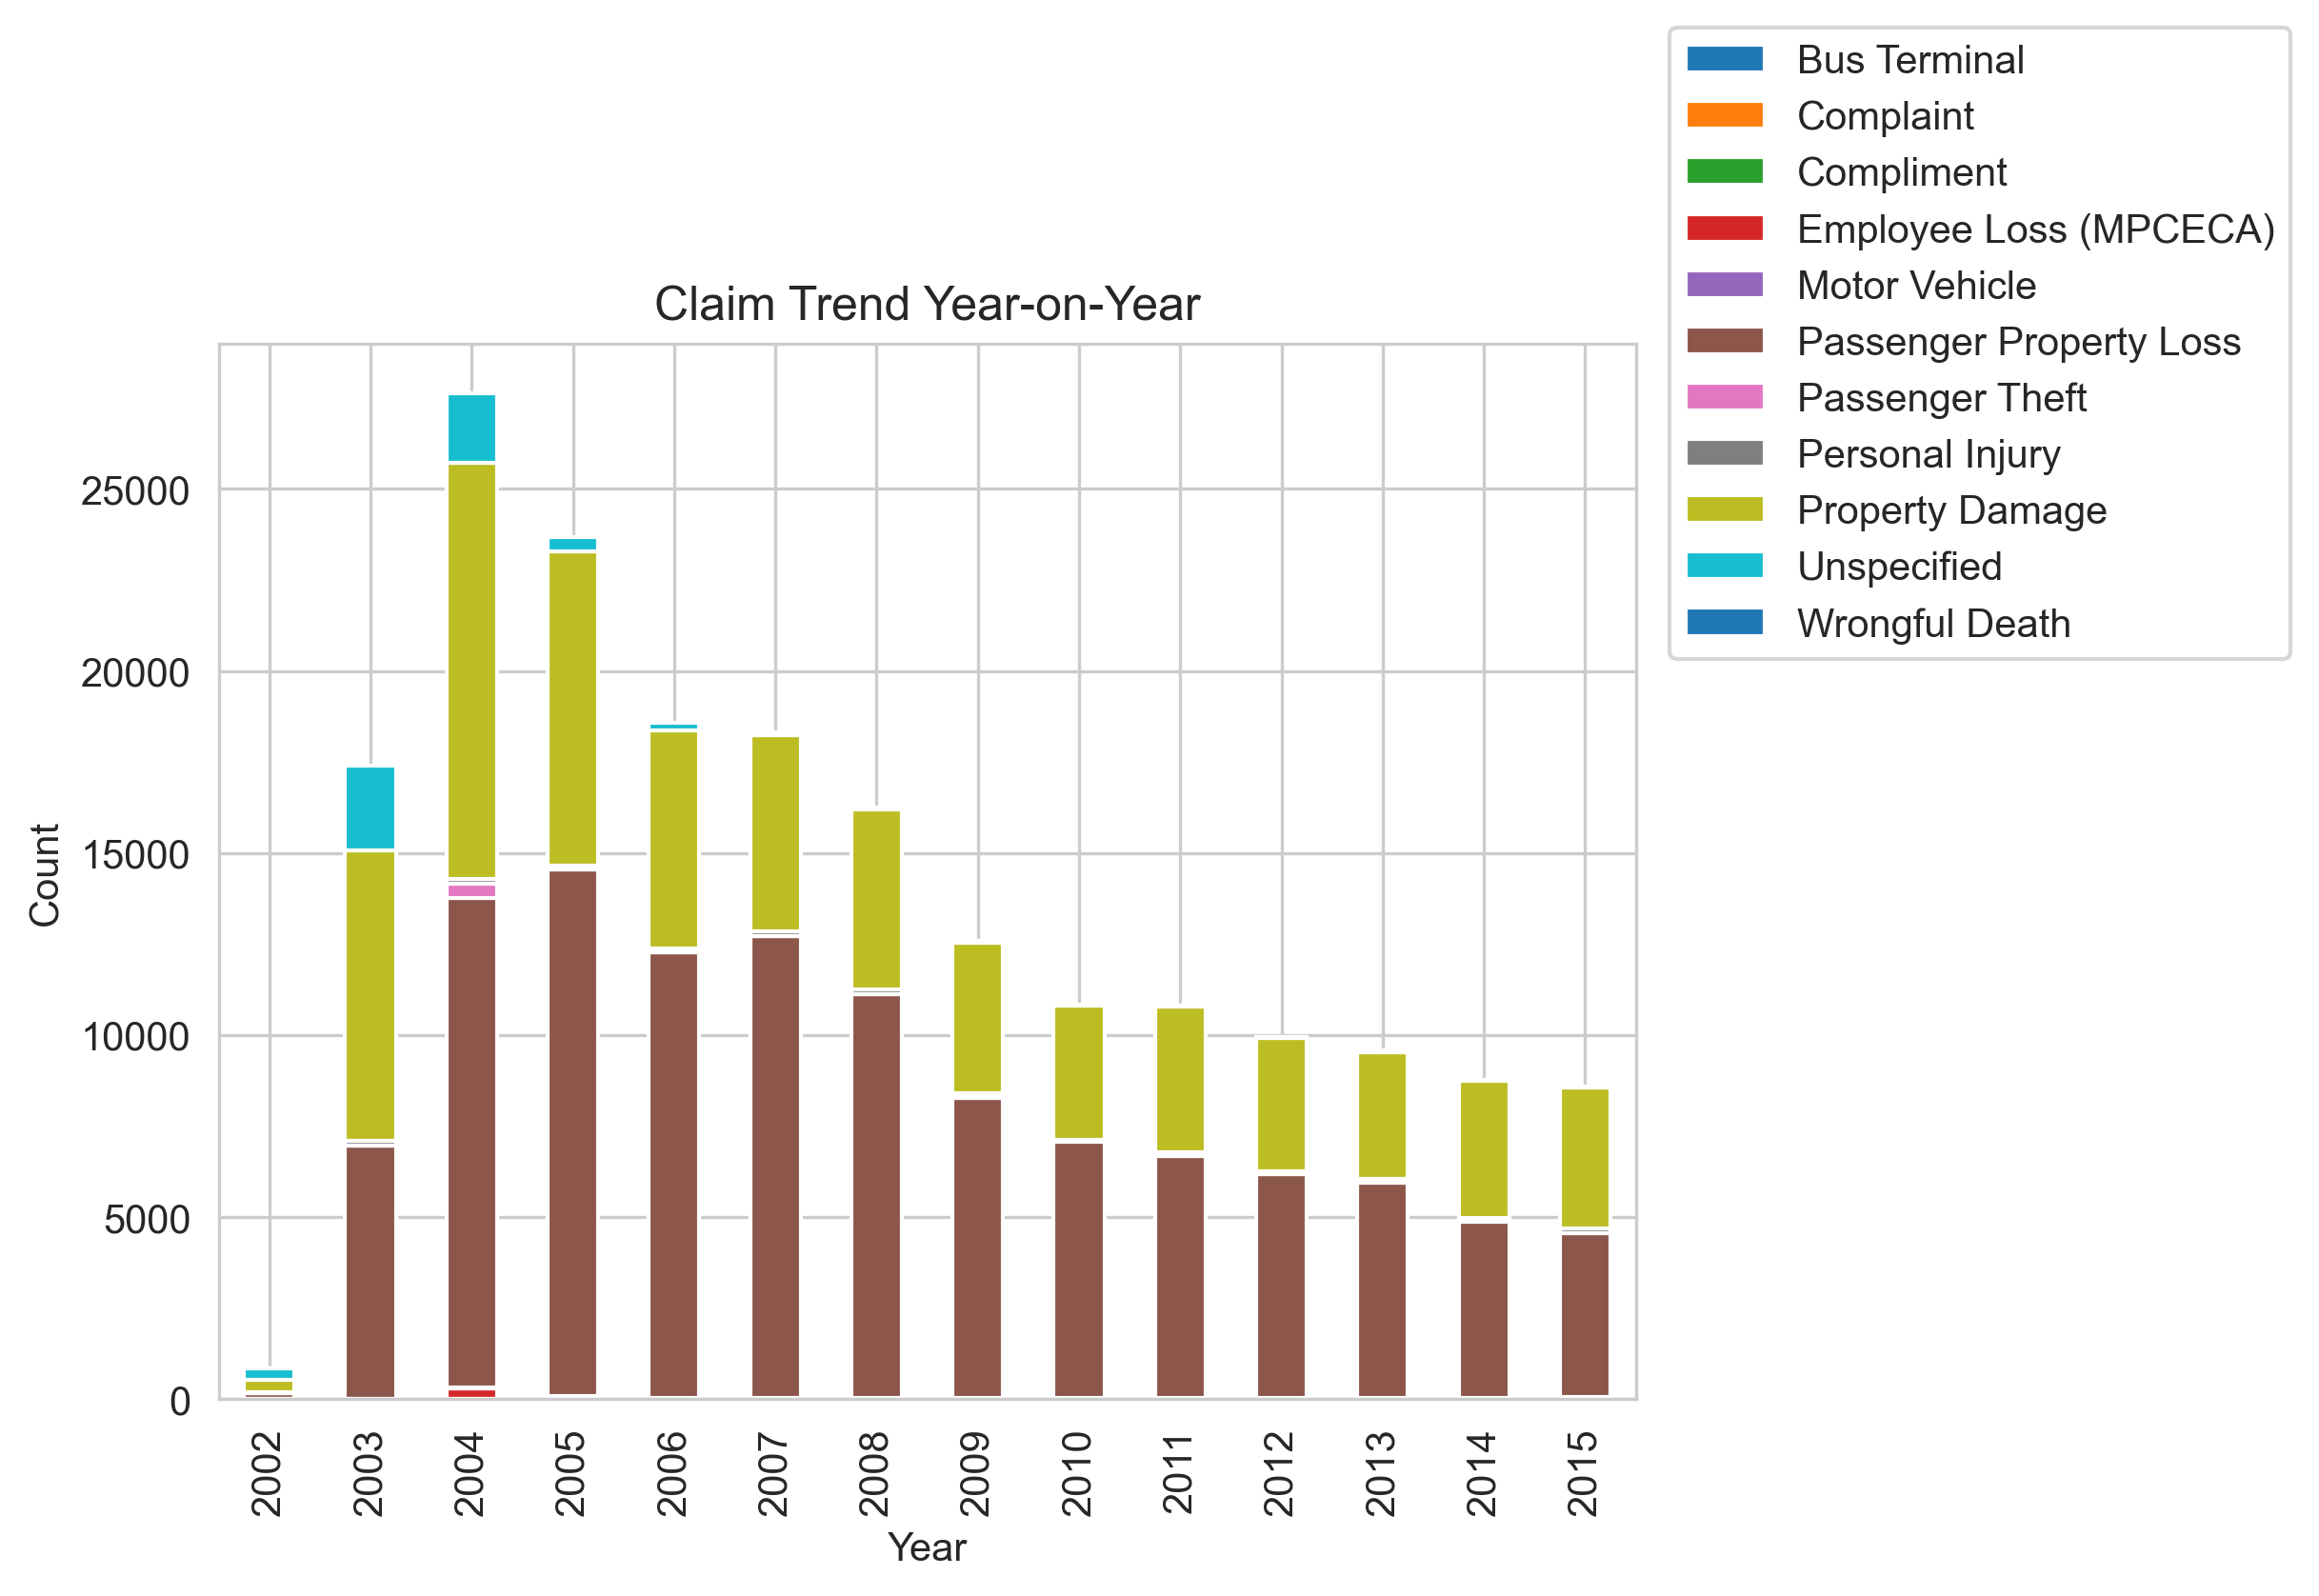 Bus Terminal
Complaint
Compliment
Employee Loss (MPCECA)
Motor Vehicle
Passenger Property Loss
Passenger Theft
Personal Injury
Property Damage
Unspecified
Wrongful Death
Claim Trend Year-on-Year
25000
20000
15000
10000
5000
0
Count
2002
2003
2004
2005
2006
2007
2008
2009
2010
2011
2012
2013
2014
2015
Year